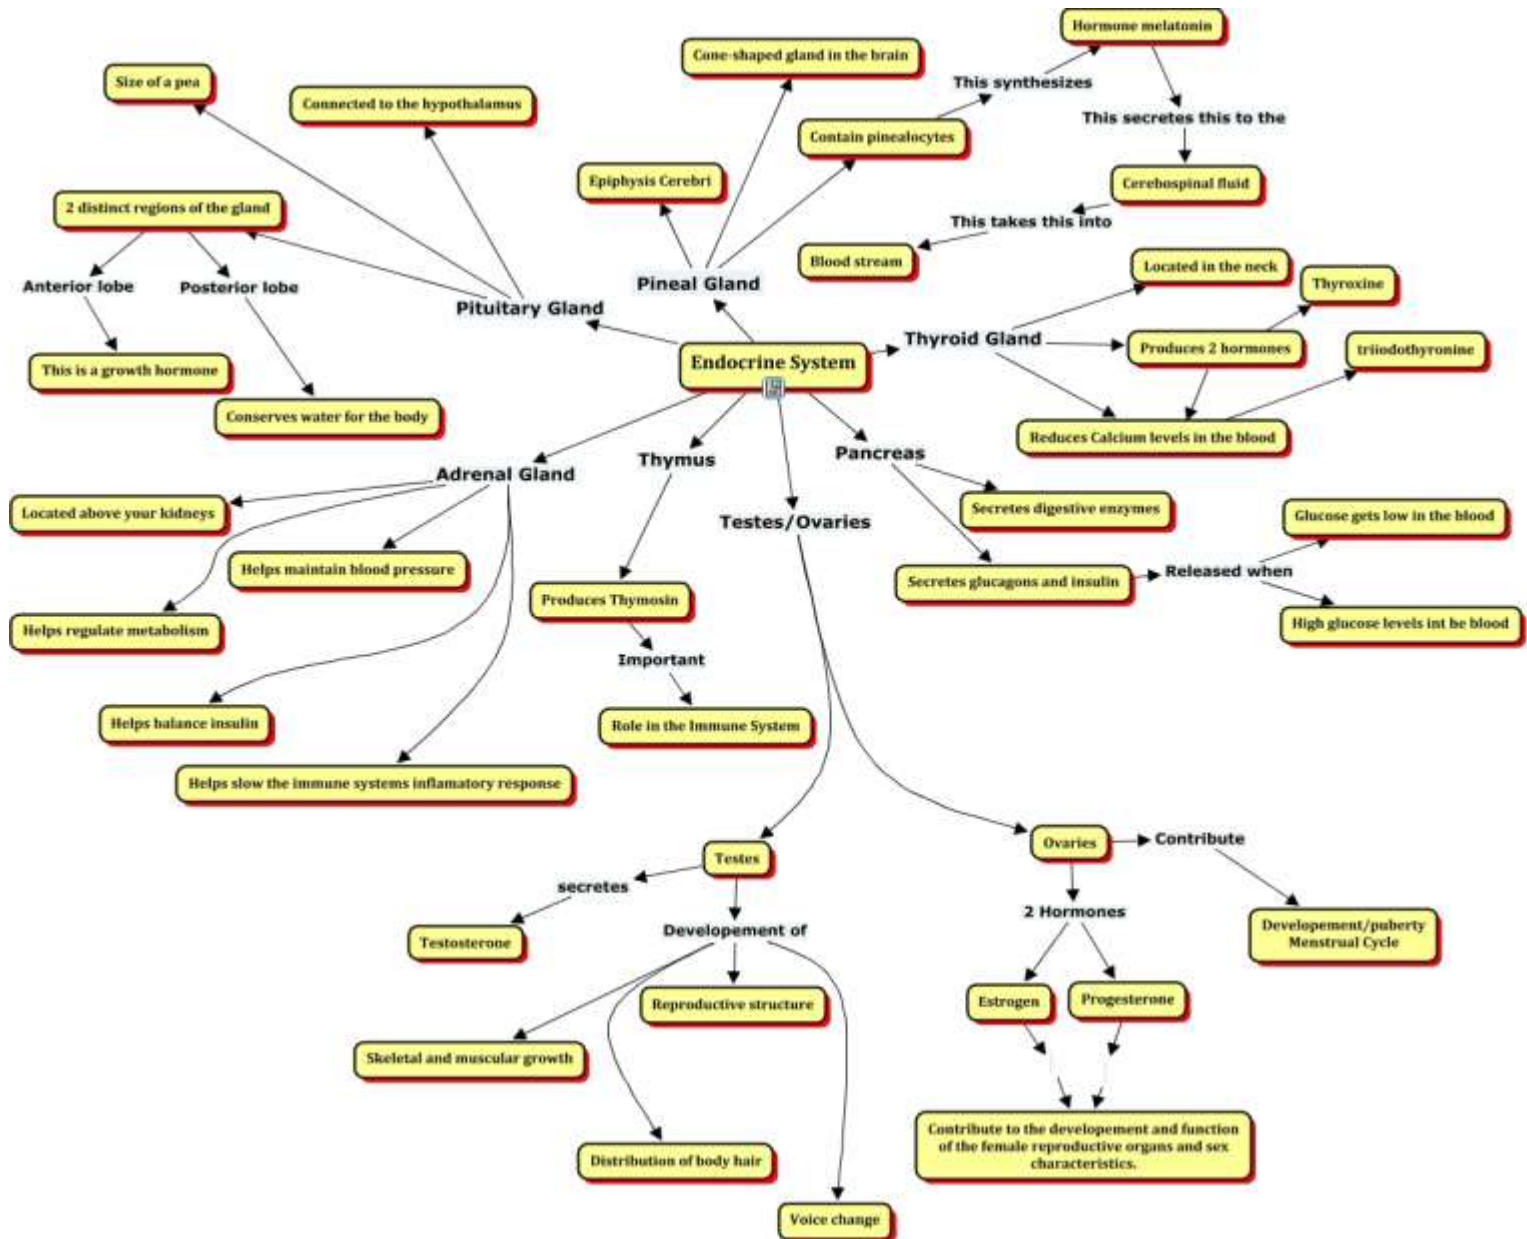 Hormone melatonin
Cone-shaped gland in the brain
Size of a pea
This synthesizes
Connected to the hypothalamus
This secretes this to the
Contain pinealocytes
Epiphysis Cerebri
Cerebospinal fluid
2 distinct regions of the gland
This takes this into
Blood stream
Located in the neck
Anterior lobe
Posterior lobe
Pineal Gland
Thyroxine
Pituitary Gland
Thyroid Gland
Produces 2 hormones
triiodothyronine
Endocrine System
This is a growth hormone
Conserves water for the body
Reduces Calcium levels in the blood
Thymus
Pancreas
Adrenal Gland
Located above your kidneys
Secretes digestive enzymes
Glucose gets low in the blood
Testes/Ovaries
Helps maintain blood pressure
Secretes glucagons and insulin
Released when
Produces Thymosin
Helps regulate metabolism
High glucose levels int be blood
Important
Helps balance insulin
Role in the Immune System
Helps slow the immune systems inflamatory response
Testes
Ovaries
Contribute
secretes
2 Hormones
Developement of
Testosterone
Developement/puberty
Menstrual Cycle
Reproductive structure
Estrogen
Progesterone
Skeletal and muscular growth
Contribute to the developement and function
of the female reproductive organs and sex
characteristics.
Distribution of body hair
Voice change